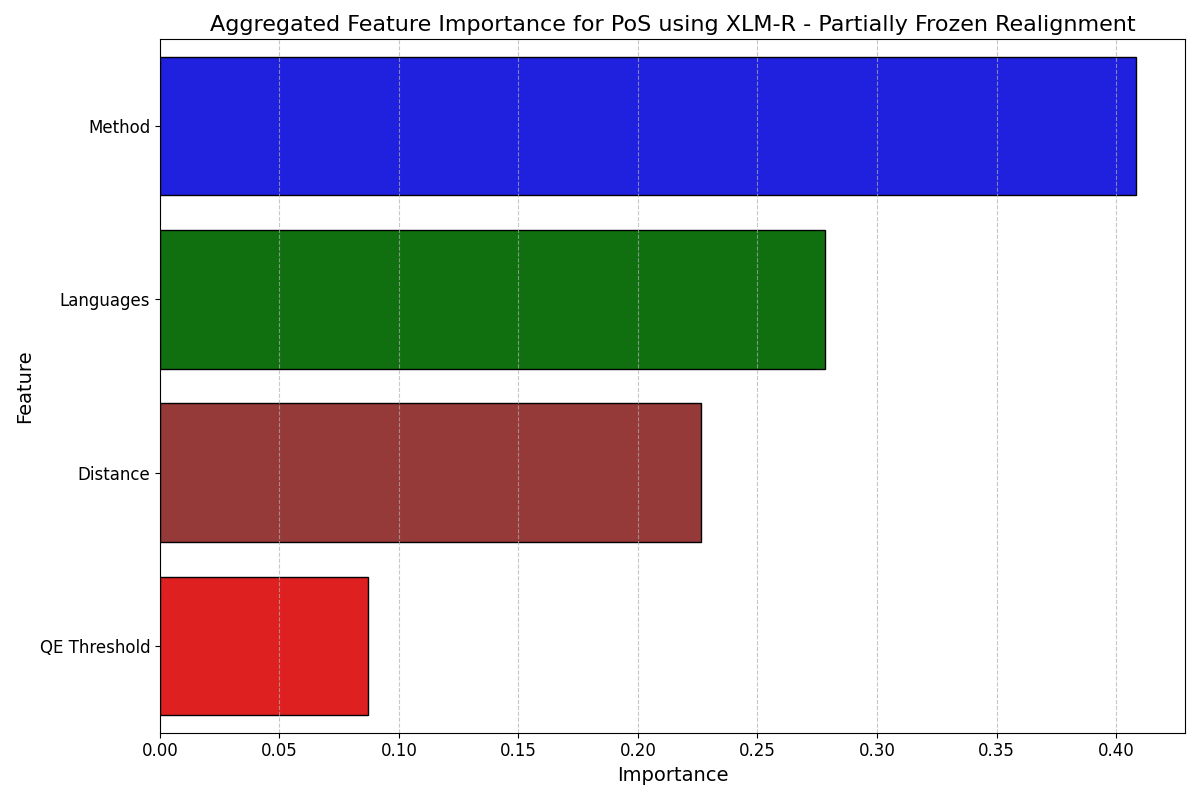 Aggregated Feature Importance for PoS using XLM-R - Partially Frozen Realignment
Method
Languages
Distance
QE Threshold
Feature
0.00 0.05 0.10 0.15 0.20 0.25 0.30 0.35 0.40
Importance